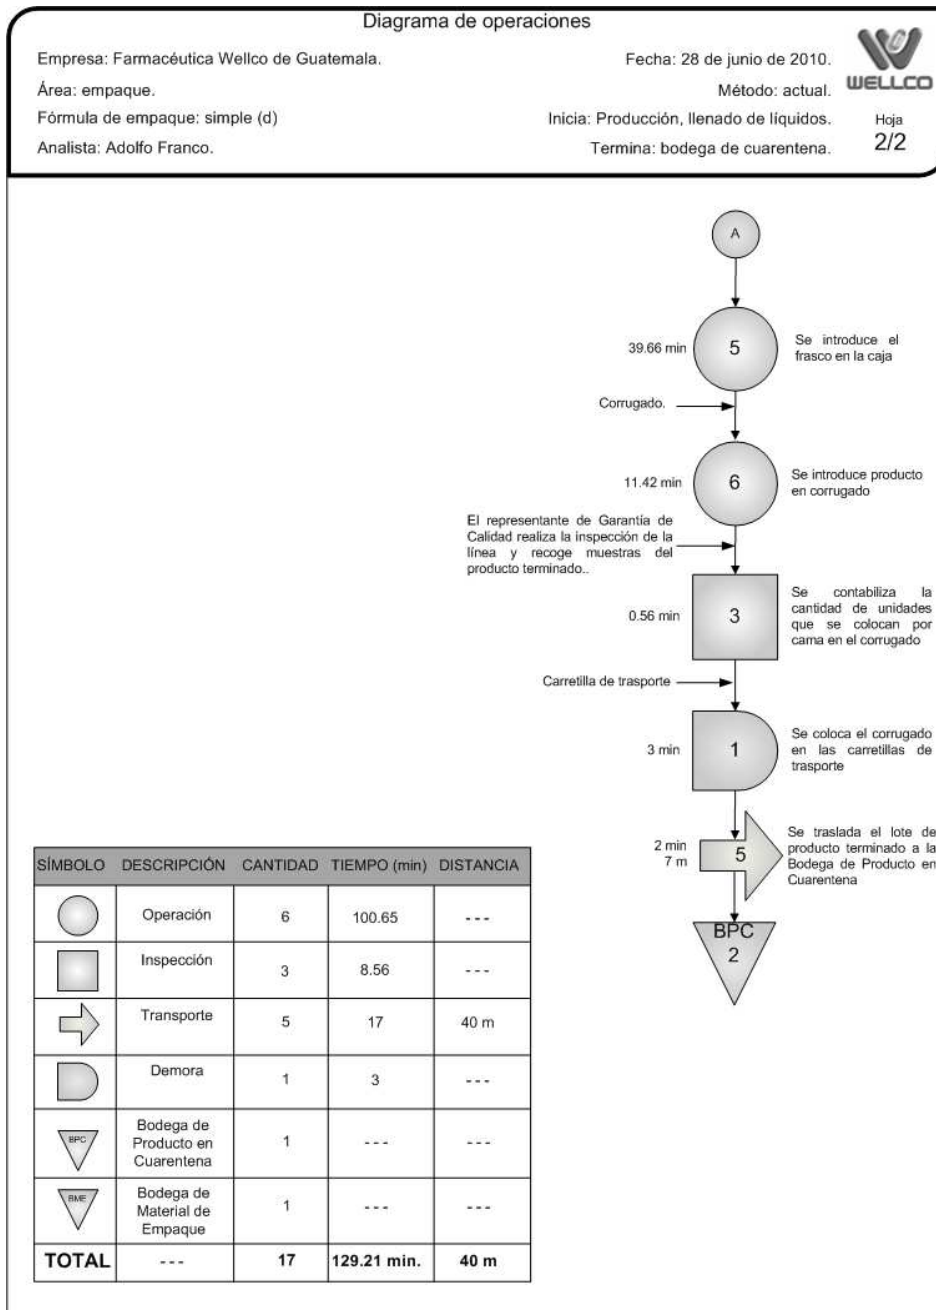 Diagrama de operaciones
Empresa: Farmacéutica Wellco de Guatemala.
Fecha: 28 de junio de 2010.
WELLCO
Área: empaque.
Método: actual.
Fórmula de empaque: simple (d)
Inicia: Producción, llenado de líquidos.
Hoja
Analista: Adolfo Franco.
Termina: bodega de cuarentena.
2/2
A
39.66 min
5
Se introduce el
frasco en la caja
Corrugado.
11.42 min
6
Se introduce producto
en corrugado
El representante de Garantía de
Calidad realiza la inspección de la
línea y recoge muestras del
producto terminado..
0.56 min
3
Se contabiliza la
cantidad de unidades
que se colocan por
cama en el corrugado
Carretilla de trasporte
3 min
1
Se coloca el corrugado
en las carretillas de
trasporte
2 min
7 m
5
Se traslada el lote de
producto terminado a la
Bodega de Producto en
Cuarentena
BPC
2
SÍMBOLO DESCRIPCIÓN CANTIDAD TIEMPO (min) DISTANCIA
Operación 6 100.65 ---
Inspección 3 8.56 ---
Transporte 5 17 40 m
Demora 1 3 ---
BPC
Bodega de
Producto en
Cuarentena
1 --- ---
BME
Bodega de
Material de
Empaque
1 --- ---
TOTAL --- 17 129.21 min. 40 m